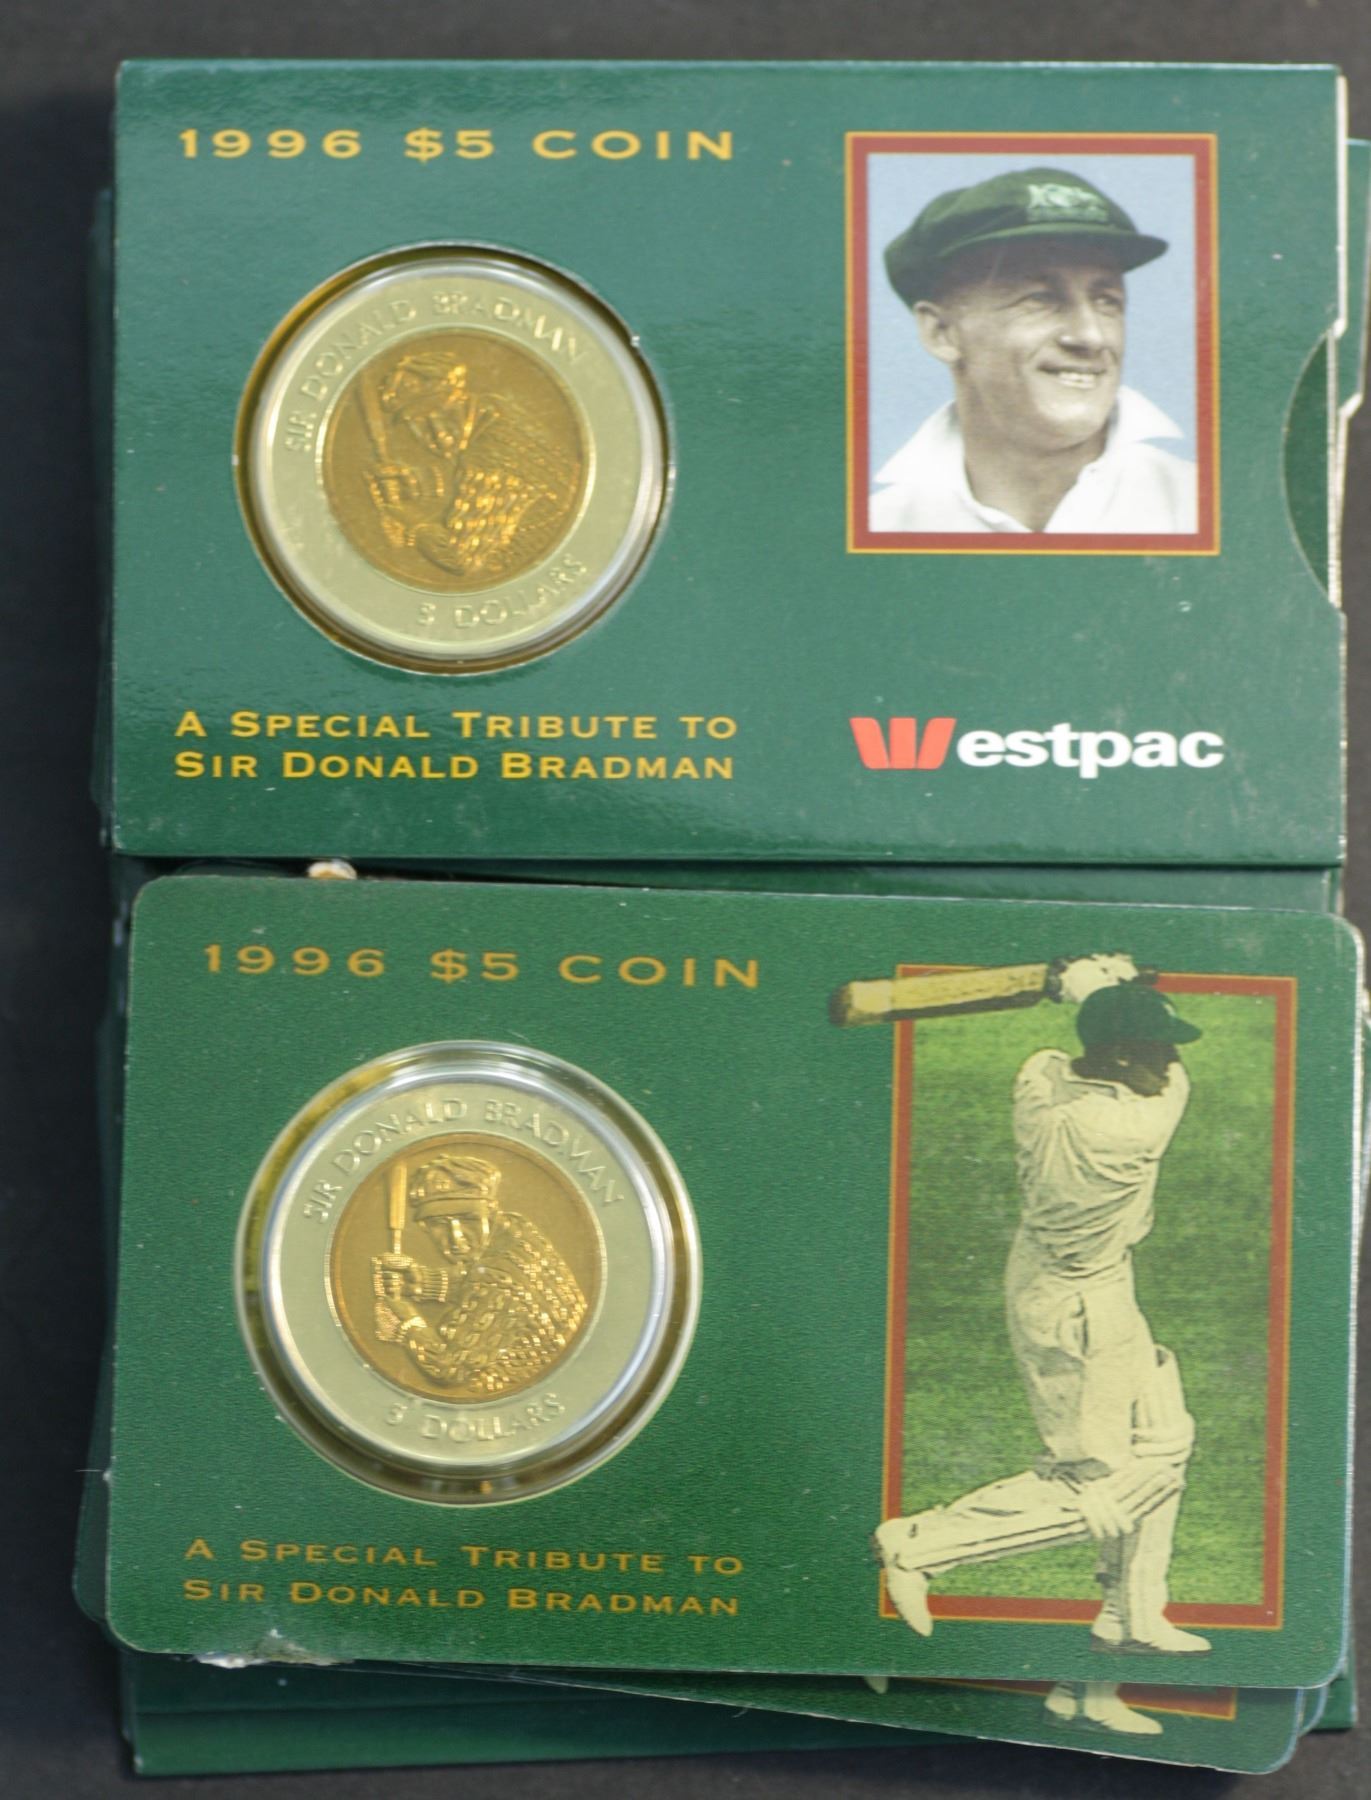 1996 $5 COIN
SIR DONALD BRADMAN
5 DOLLARS
A SPECIAL TRIBUTE TO
SIR DONALD BRADMAN
Westpac
1996 $5 COIN
SIR DONALD BRADMAN
5 DOLLARS
A SPECIAL TRIBUTE TO
SIR DONALD BRADMAN